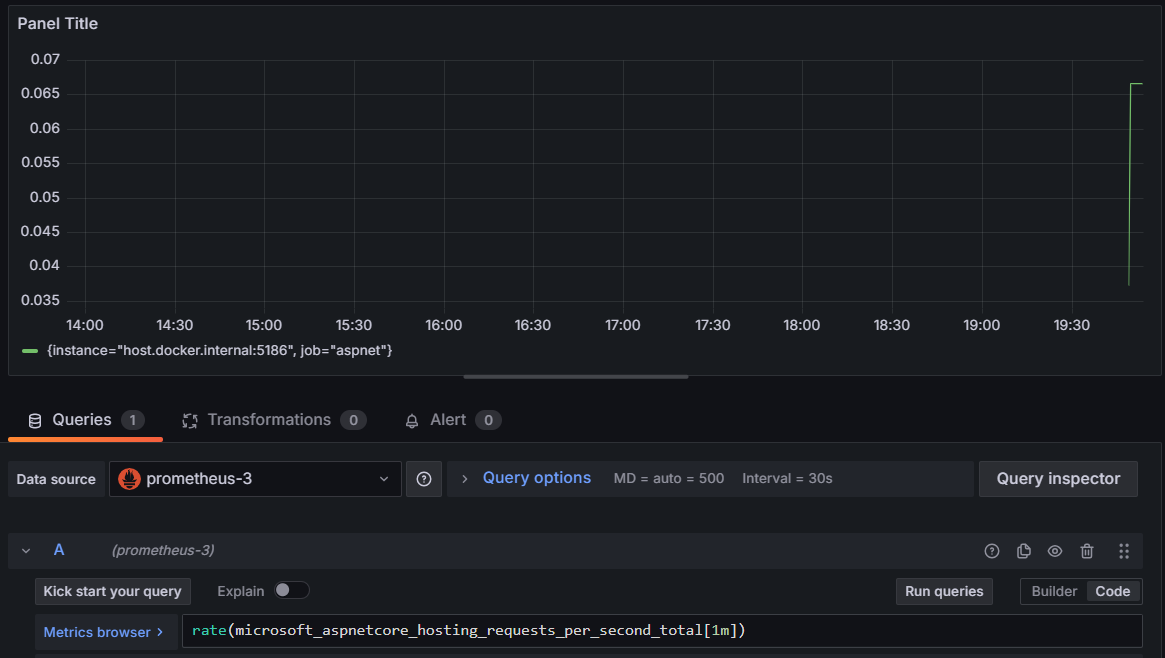 Panel Title
0.07
0.065
0.06
0.055
0.05
0.045
0.04
0.035
14:00 14:30 15:00 15:30 16:00 16:30 17:00 17:30 18:00 18:30 19:00 19:30
{instance="host.docker.internal:5186", job="aspnet"}
Queries 1 Transformations 0 Alert 0
Data source prometheus-3 Query options MD = auto = 500 Interval = 30s Query inspector
A (prometheus-3)
Kick start your query Explain Run queries Builder Code
Metrics browser > rate(microsoft_aspnetcore_hosting_requests_per_second_total[1m])